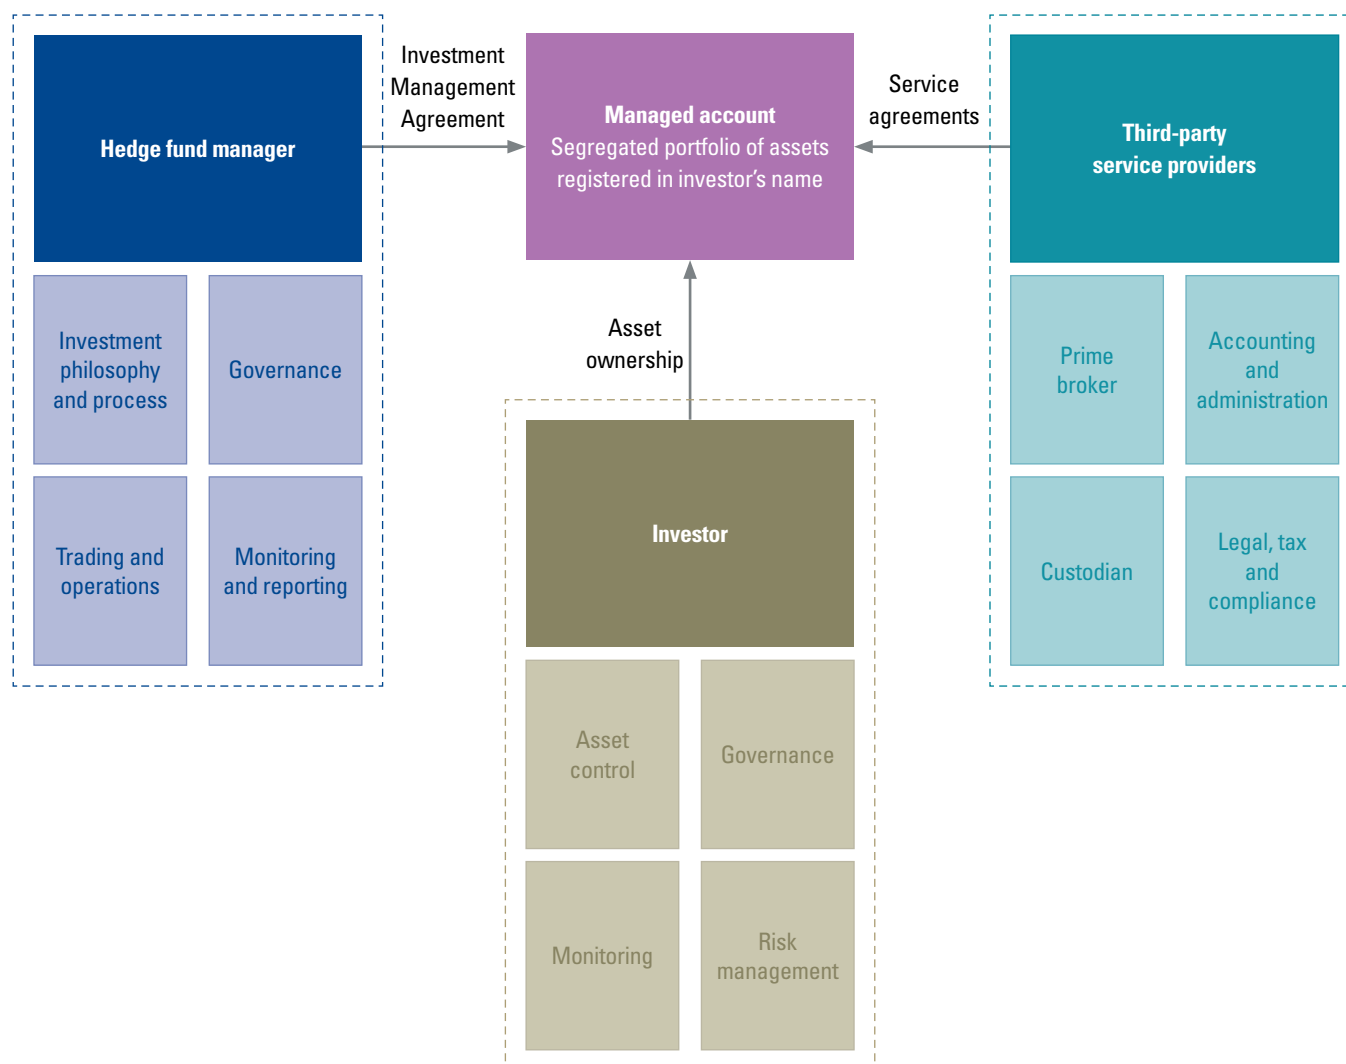 Hedge fund manager
Investment
Management
Agreement
Managed account
Segregated portfolio of assets
registered in investor’s name
Service
agreements
Third-party
service providers
Investment
philosophy
and process
Governance
Trading and
operations
Monitoring
and reporting
Asset
ownership
Prime
broker
Accounting
and
administration
Custodian
Legal, tax
and
compliance
Investor
Asset
control
Governance
Monitoring
Risk
management